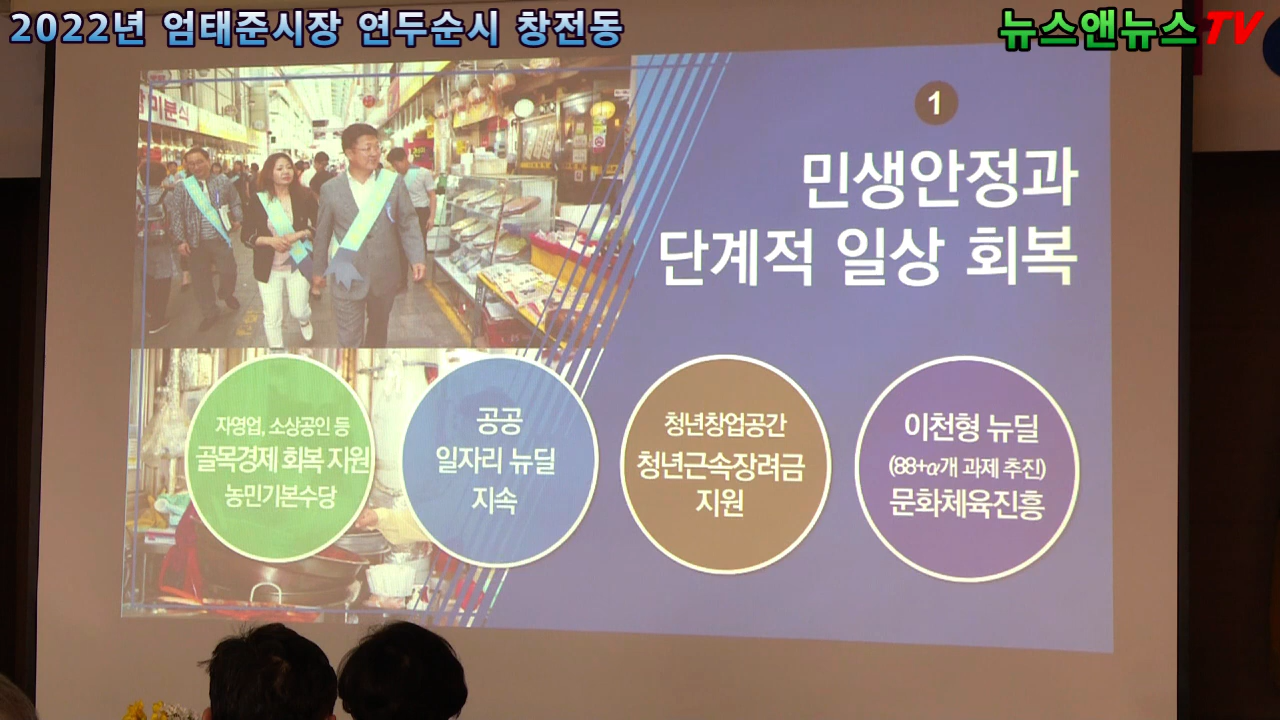 2022년 엄태준시장 연두순시 창전동
뉴스앤뉴스TV
미분식
1
민생안정과
단계적 일상 회복
자영업, 소상공인 등
골목경제 회복 지원
농민기본수당
공공
일자리 뉴딜
지속
청년창업공간
청년근속장려금
지원
이천형 뉴딜
(88+α개 과제 추진)
문화체육진흥